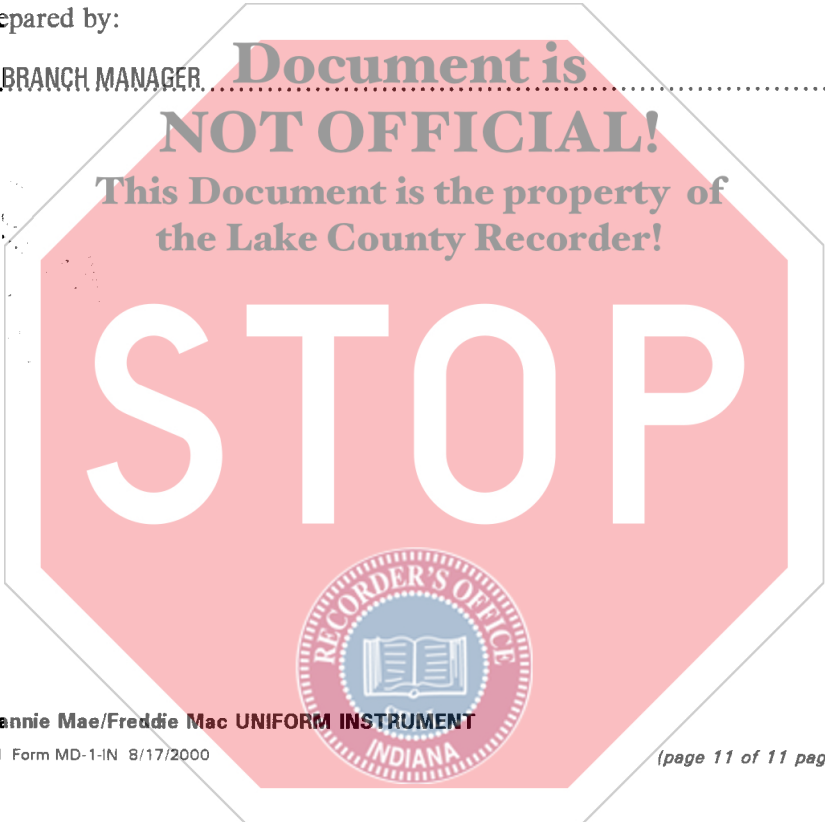 epared by:
BRANCH MANAGER
Document is
NOT OFFICIAL!
This Document is the property of
the Lake County Recorder!
STOP
RECORDER'S OFFICE
INDIANA
annie Mae/Freddie Mac UNIFORM INSTRUMENT
Form MD-1-IN 8/17/2000
(page 11 of 11 pag